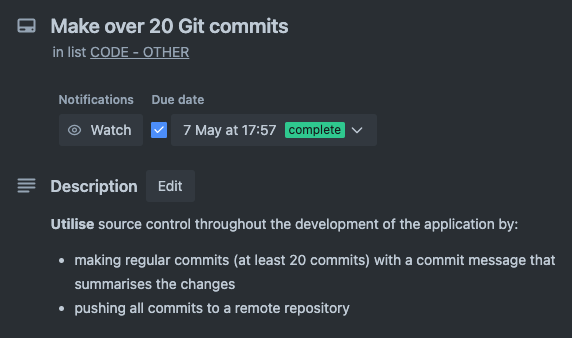 Make over 20 Git commits
in list CODE - OTHER
Notifications Due date
Watch 7 May at 17:57 complete
Description Edit
Utilise source control throughout the development of the application by:
making regular commits (at least 20 commits) with a commit message that
summarises the changes
pushing all commits to a remote repository